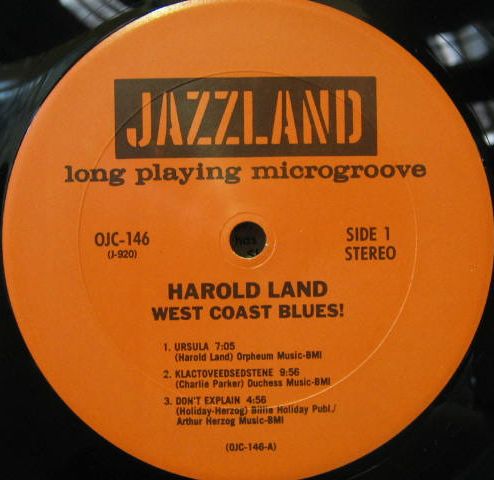 JAZZLAND
long playing microgroove
OJC-146
(J-920)
SIDE 1
STEREO
HAROLD LAND
WEST COAST BLUES!
1. URSULA 7:05
(Harold Land) Orpheum Music-BMI
2. KLACTOVEEDSEDSTENE 9:56
(Charlie Parker) Duchess Music-BMI
3. DON'T EXPLAIN 4:56
(Holiday-Herzog) Billie Holiday Publ./
Arthur Herzog Music-BMI
(OJC-146-A)